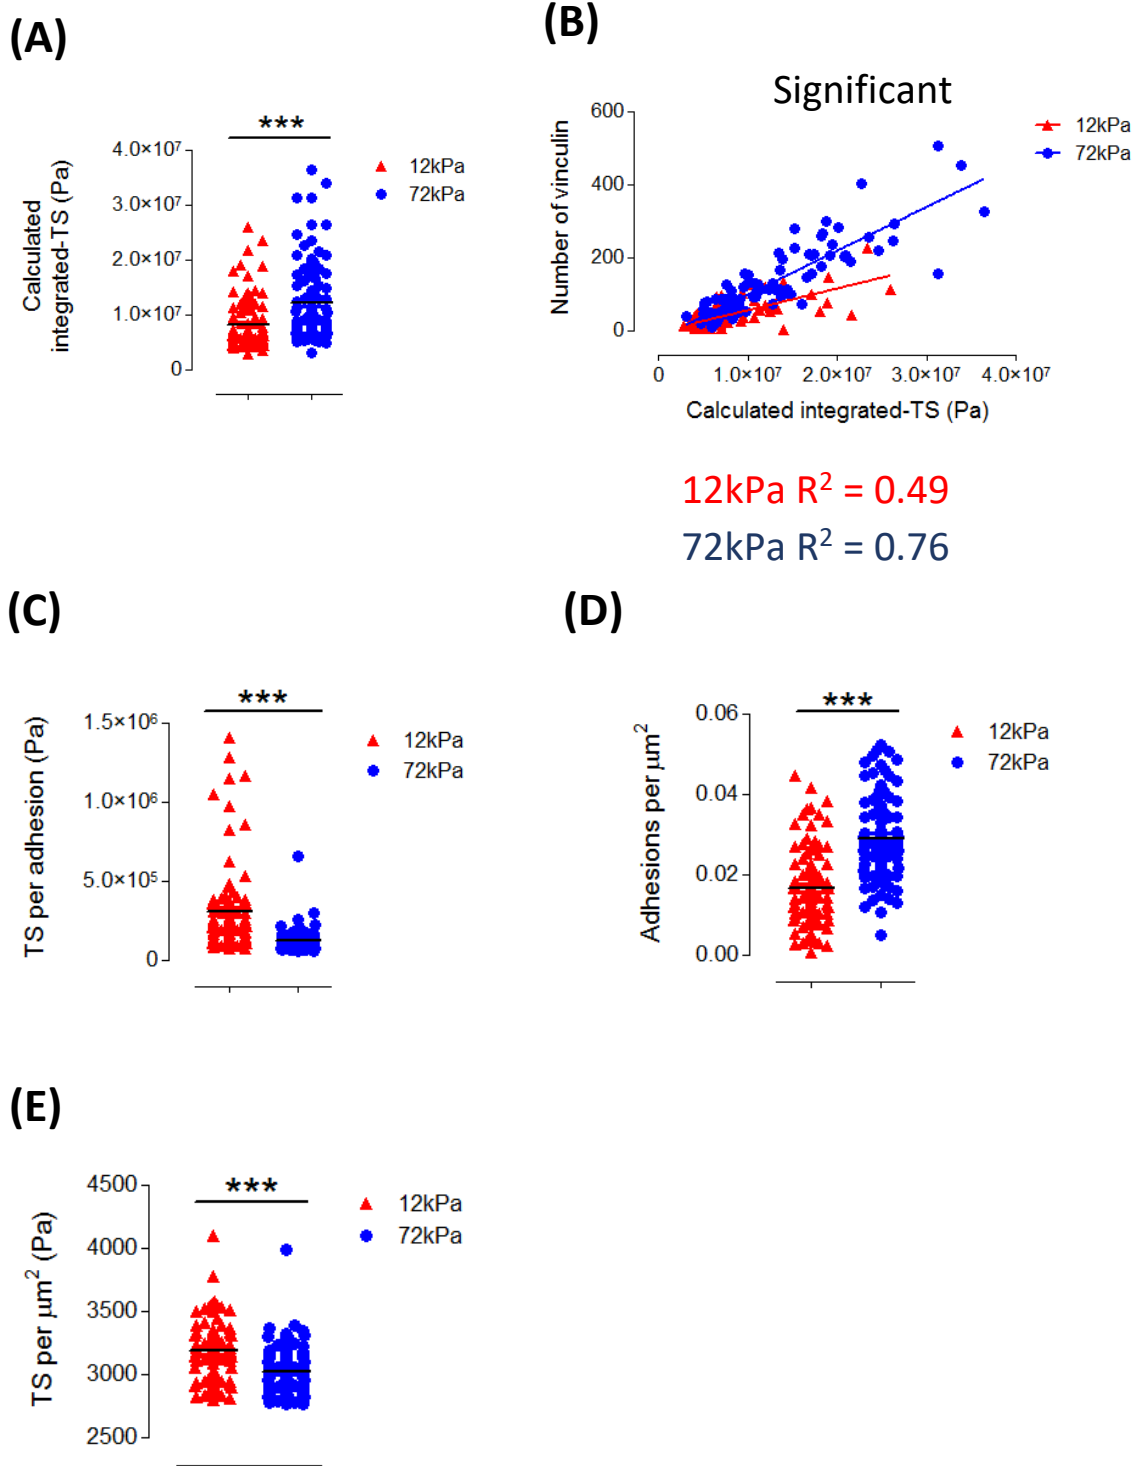 (A)
***
Calculated
integrated-TS (Pa)
4.0×10⁷
3.0×10⁷
2.0×10⁷
1.0×10⁷
0
12kPa
72kPa
(B)
Significant
Number of vinculin
600
400
200
0
12kPa
72kPa
0 1.0×10⁷ 2.0×10⁷ 3.0×10⁷ 4.0×10⁷
Calculated integrated-TS (Pa)
12kPa R² = 0.49
72kPa R² = 0.76
(C)
***
TS per adhesion (Pa)
1.5×10⁶
1.0×10⁶
5.0×10⁵
0
12kPa
72kPa
(D)
***
Adhesions per μm²
0.06
0.04
0.02
0.00
12kPa
72kPa
(E)
***
TS per μm² (Pa)
4500
4000
3500
3000
2500
12kPa
72kPa